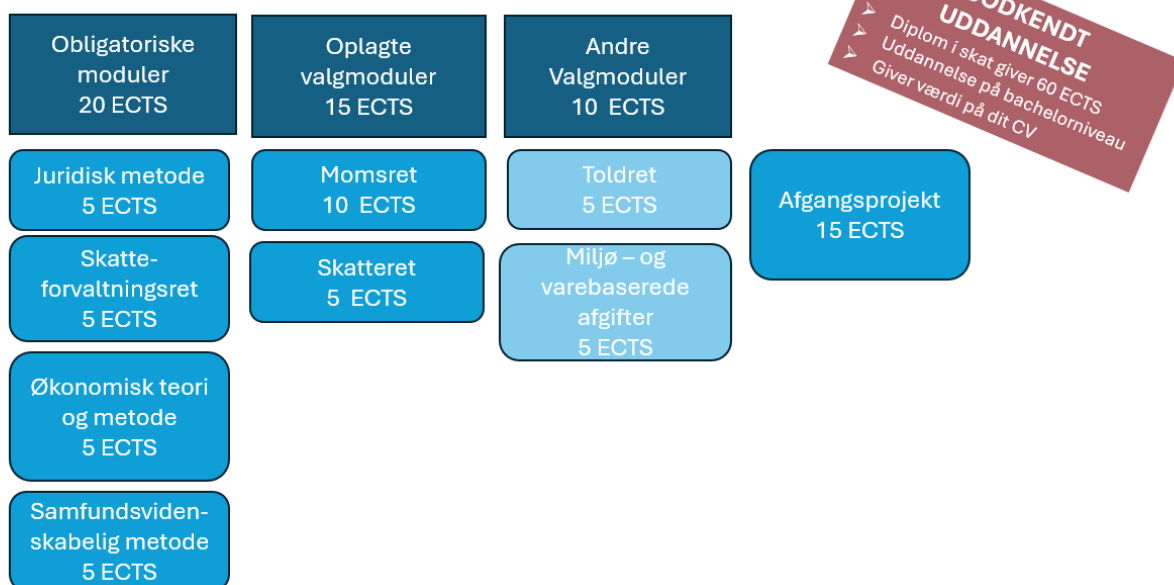 Obligatoriske
moduler
20 ECTS
Juridisk metode
5 ECTS
Skatte-
forvaltningsret
5 ECTS
Økonomisk teori
og metode
5 ECTS
Samfundsviden-
skabelig metode
5 ECTS
Oplagte
valgmoduler
15 ECTS
Momsret
10 ECTS
Skatteret
5 ECTS
Andre
Valgmoduler
10 ECTS
Toldret
5 ECTS
Miljø – og
varebaserede
afgifter
5 ECTS
Afgangsprojekt
15 ECTS
UDDANNELSE
Diplom i skat giver 60 ECTS
Uddannelse på bachelorniveau
Giver værdi på dit CV